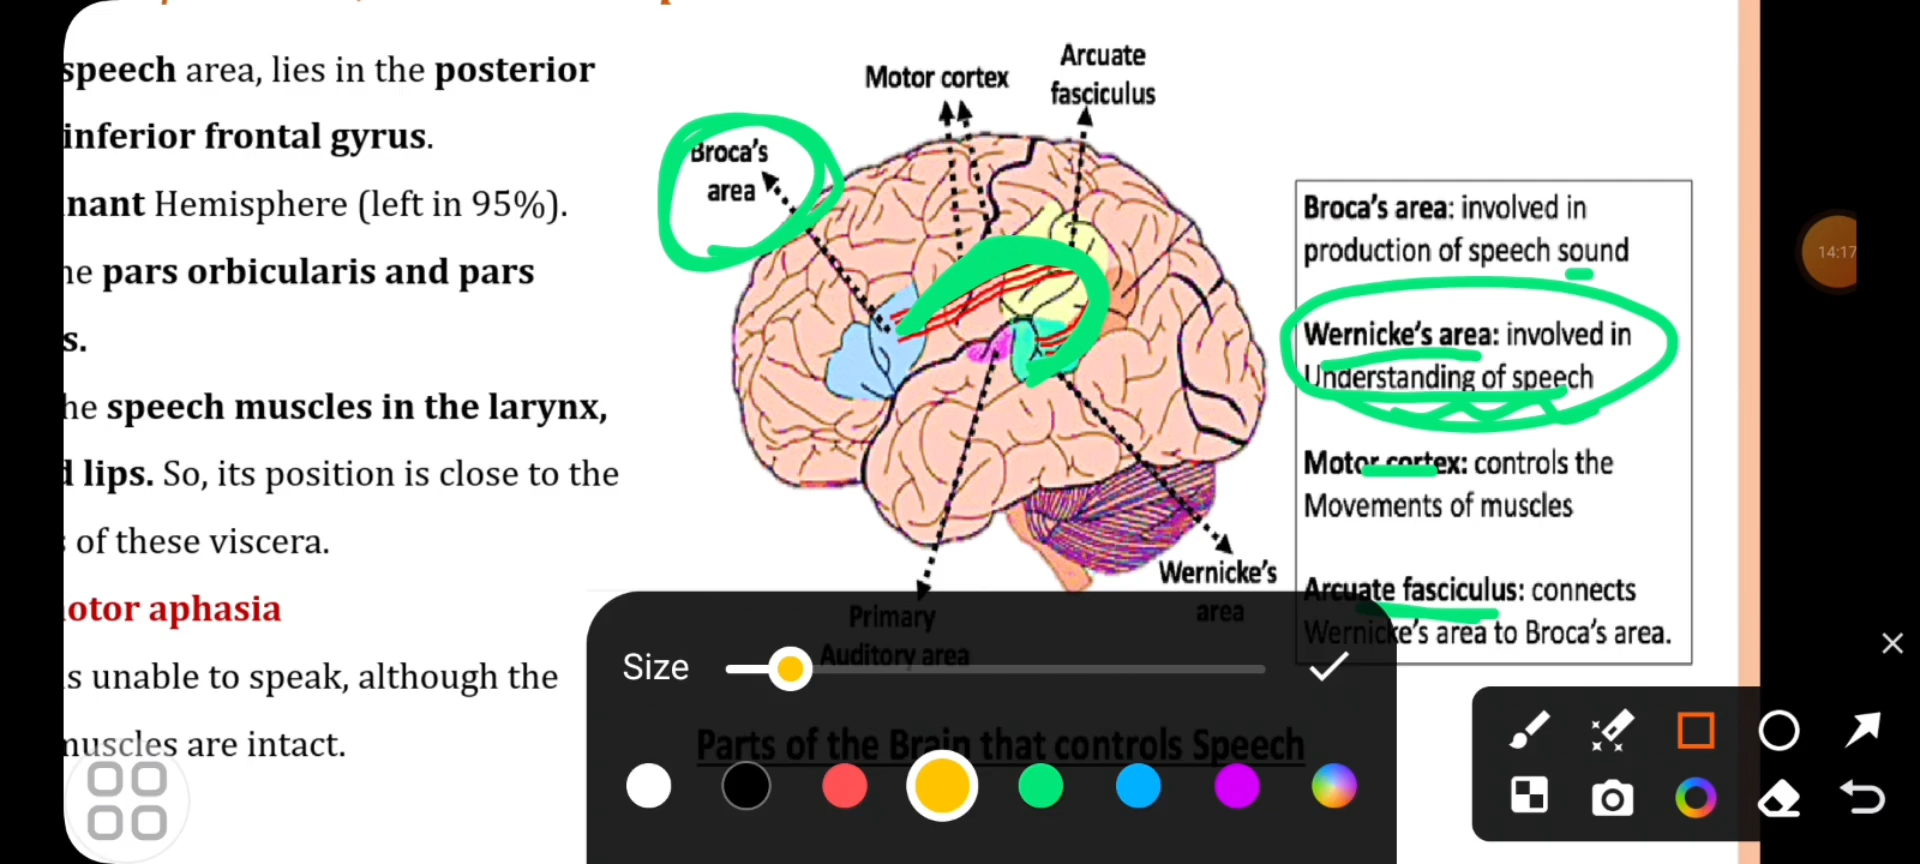 speech area, lies in the posterior
inferior frontal gyrus.
nant Hemisphere (left in 95%).
he pars orbicularis and pars
s.
he speech muscles in the larynx,
d lips. So, its position is close to the
s of these viscera.
otor aphasia
s unable to speak, although the
muscles are intact.
Motor cortex
Arcuate
fasciculus
Broca's
area
Wernicke's
area
Primary
Auditory area
Broca's area: involved in
production of speech sound
Wernicke's area: involved in
Understanding of speech
Motor cortex: controls the
Movements of muscles
Arcuate fasciculus: connects
Wernicke's area to Broca's area.
Parts of the Brain that controls Speech
Size
14:17